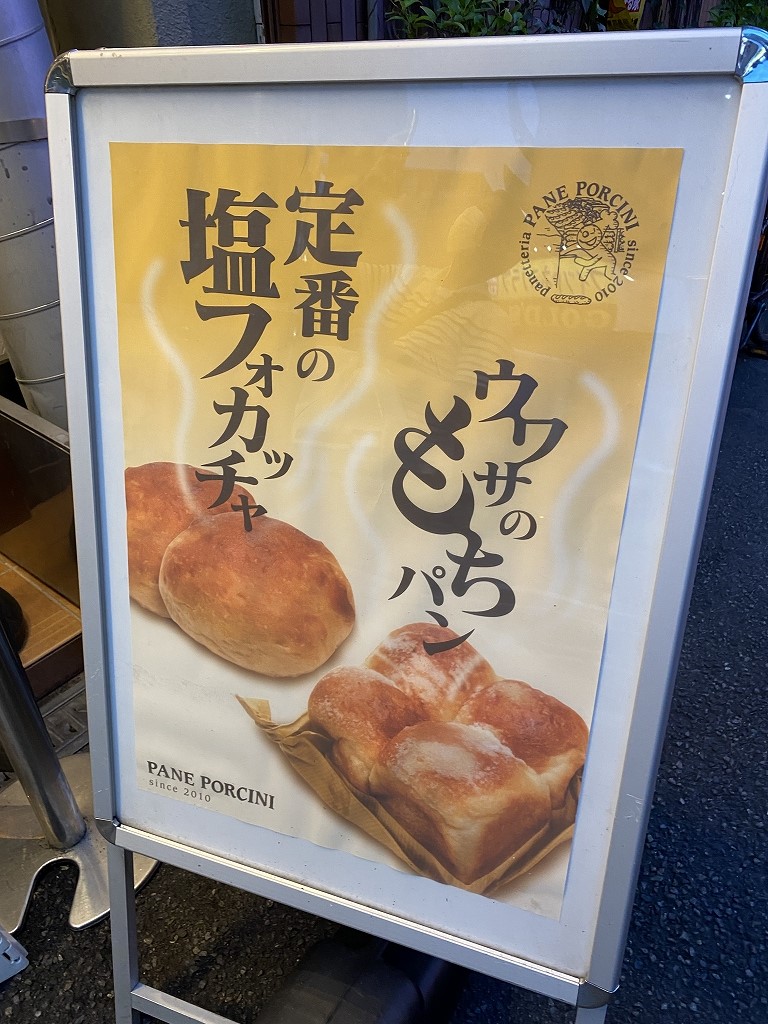 PANE PORCINI
since 2010
panetteria
ウワサの
もちパン
定番の
塩フォカッチャ
PANE PORCINI
since 2010